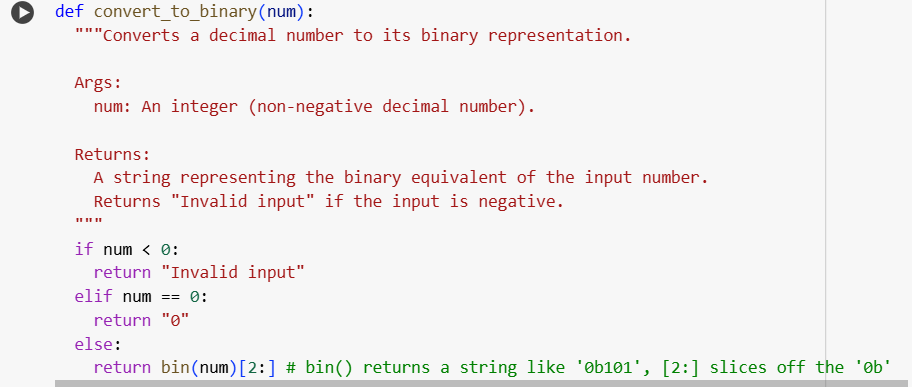 def convert_to_binary(num):
  """Converts a decimal number to its binary representation.

  Args:
    num: An integer (non-negative decimal number).

  Returns:
    A string representing the binary equivalent of the input number.
    Returns "Invalid input" if the input is negative.
  """
  if num < 0:
    return "Invalid input"
  elif num == 0:
    return "0"
  else:
    return bin(num)[2:] # bin() returns a string like '0b101', [2:] slices off the '0b'